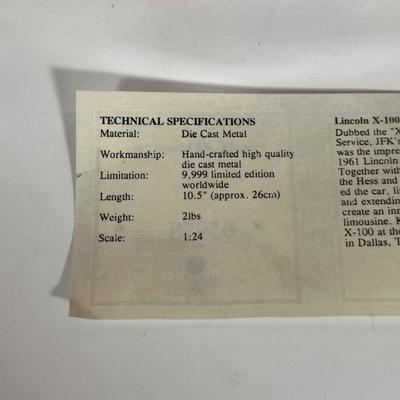 TECHNICAL SPECIFICATIONS
Material: Die Cast Metal
Workmanship: Hand-crafted high quality
die cast metal
Limitation: 9,999 limited edition
worldwide
Length: 10.5" (approx. 26cm)
Weight: 2lbs
Scale: 1:24
Lincoln X-100
Dubbed the "X
Service, JFK's
was the impre
1961 Lincoln
Together with
the Hess and
ed the car, li
and extendin
create an inn
limousine. K
X-100 at the
in Dallas, T